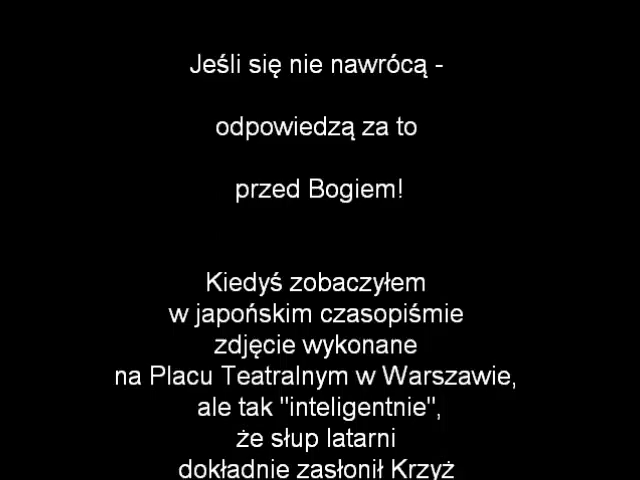 Jeśli się nie nawrócą -
odpowiedzą za to
przed Bogiem!
Kiedyś zobaczyłem
w japońskim czasopiśmie
zdjęcie wykonane
na Placu Teatralnym w Warszawie,
ale tak "inteligentnie",
że słup latarni
dokładnie zasłonił Krzyż